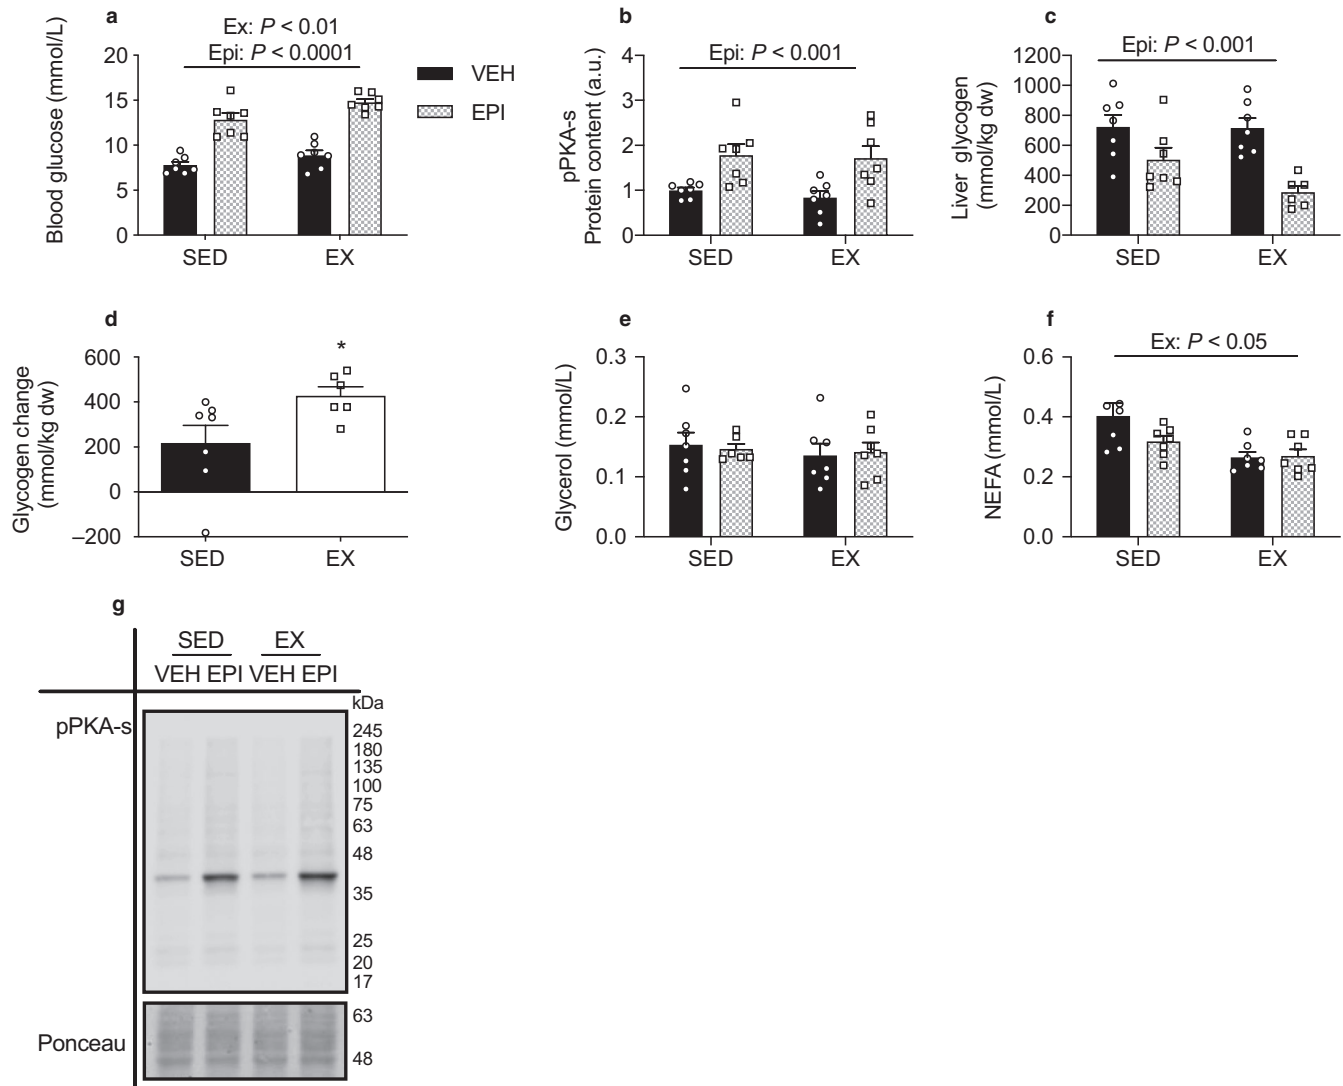 a
Ex: P < 0.01
Epi: P < 0.0001
Blood glucose (mmol/L)
20
15
10
5
0
SED EX
VEH
EPI
b
Epi: P < 0.001
pPKA-s
Protein content (a.u.)
4
3
2
1
0
SED EX
c
Epi: P < 0.001
Liver glycogen
(mmol/kg dw)
1200
1000
800
600
400
200
0
SED EX
d
Glycogen change
(mmol/kg dw)
600
400
200
0
–200
*
SED EX
e
Glycerol (mmol/L)
0.3
0.2
0.1
0.0
SED EX
f
Ex: P < 0.05
NEFA (mmol/L)
0.6
0.4
0.2
0.0
SED EX
g
SED EX
VEH EPI VEH EPI
kDa
pPKA-s
245
180
135
100
75
63
48
35
25
20
17
Ponceau
63
48